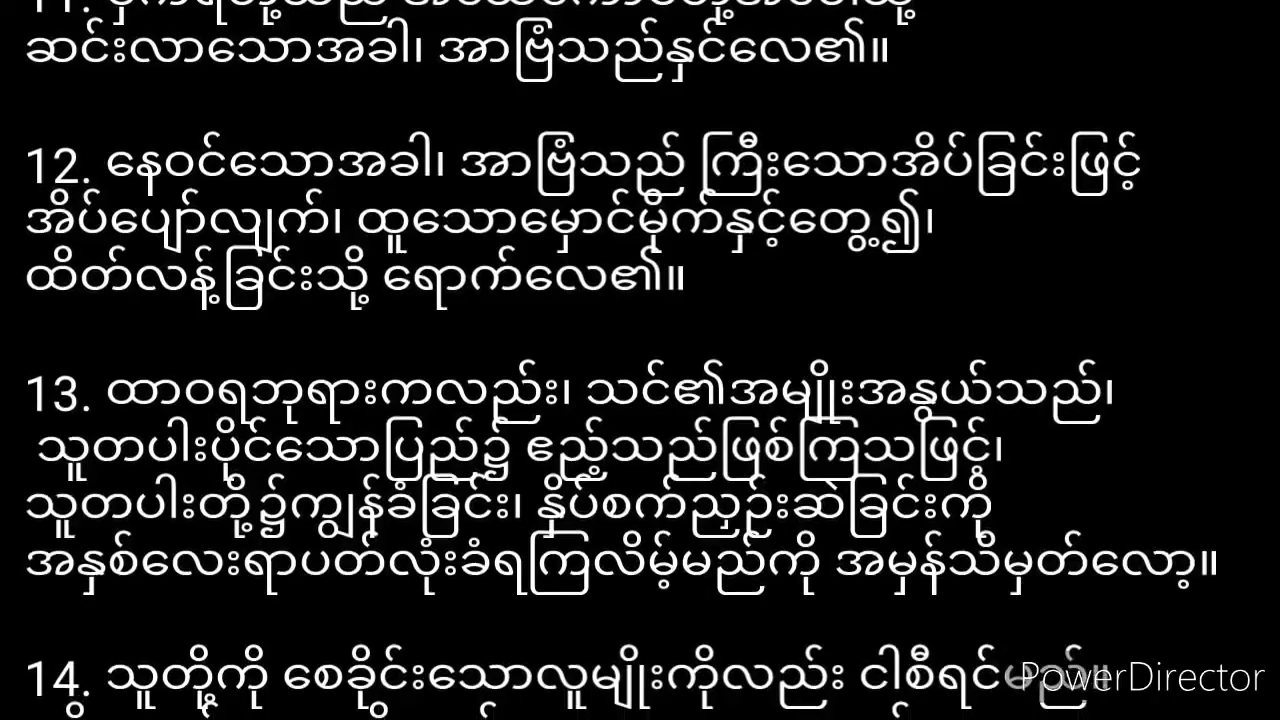 ဆင်းလာသောအခါ၊ အာဗြံသည်နှင်လေ၏။
12. နေဝင်သောအခါ၊ အာဗြံသည် ကြီးသောအိပ်ခြင်းဖြင့်
အိပ်ပျော်လျက်၊ ထူသောမှောင်မိုက်နှင့်တွေ့၍၊
ထိတ်လန့်ခြင်းသို့ ရောက်လေ၏။
13. ထာဝရဘုရားကလည်း၊ သင်၏အမျိုးအနွယ်သည်၊
သူတပါးပိုင်သောပြည်၌ ဧည့်သည်ဖြစ်ကြသဖြင့်၊
သူတပါးတို့၌ကျွန်ခံခြင်း၊ နှိပ်စက်ညှဉ်းဆဲခြင်းကို
အနှစ်လေးရာပတ်လုံးခံရကြလိမ့်မည်ကို အမှန်သိမှတ်လော့။
14. သူတို့ကို စေခိုင်းသောလူမျိုးကိုလည်း ငါစီရင်မည်။
PowerDirector